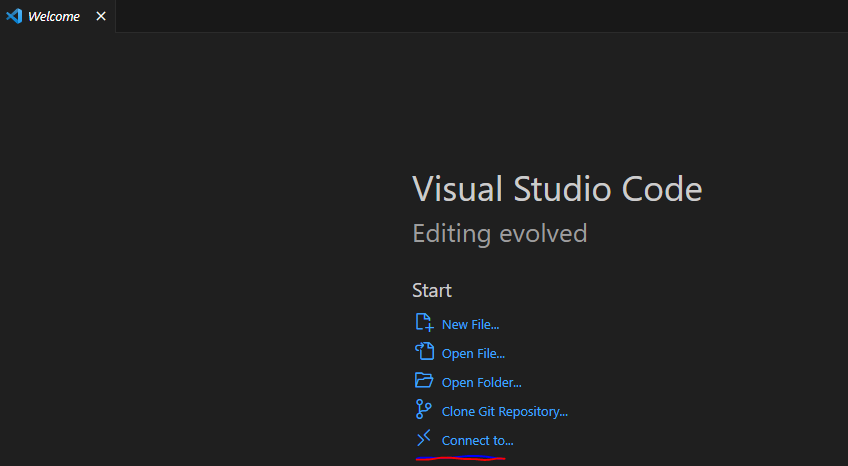 Welcome
Visual Studio Code
Editing evolved
Start
New File...
Open File...
Open Folder...
Clone Git Repository...
Connect to...